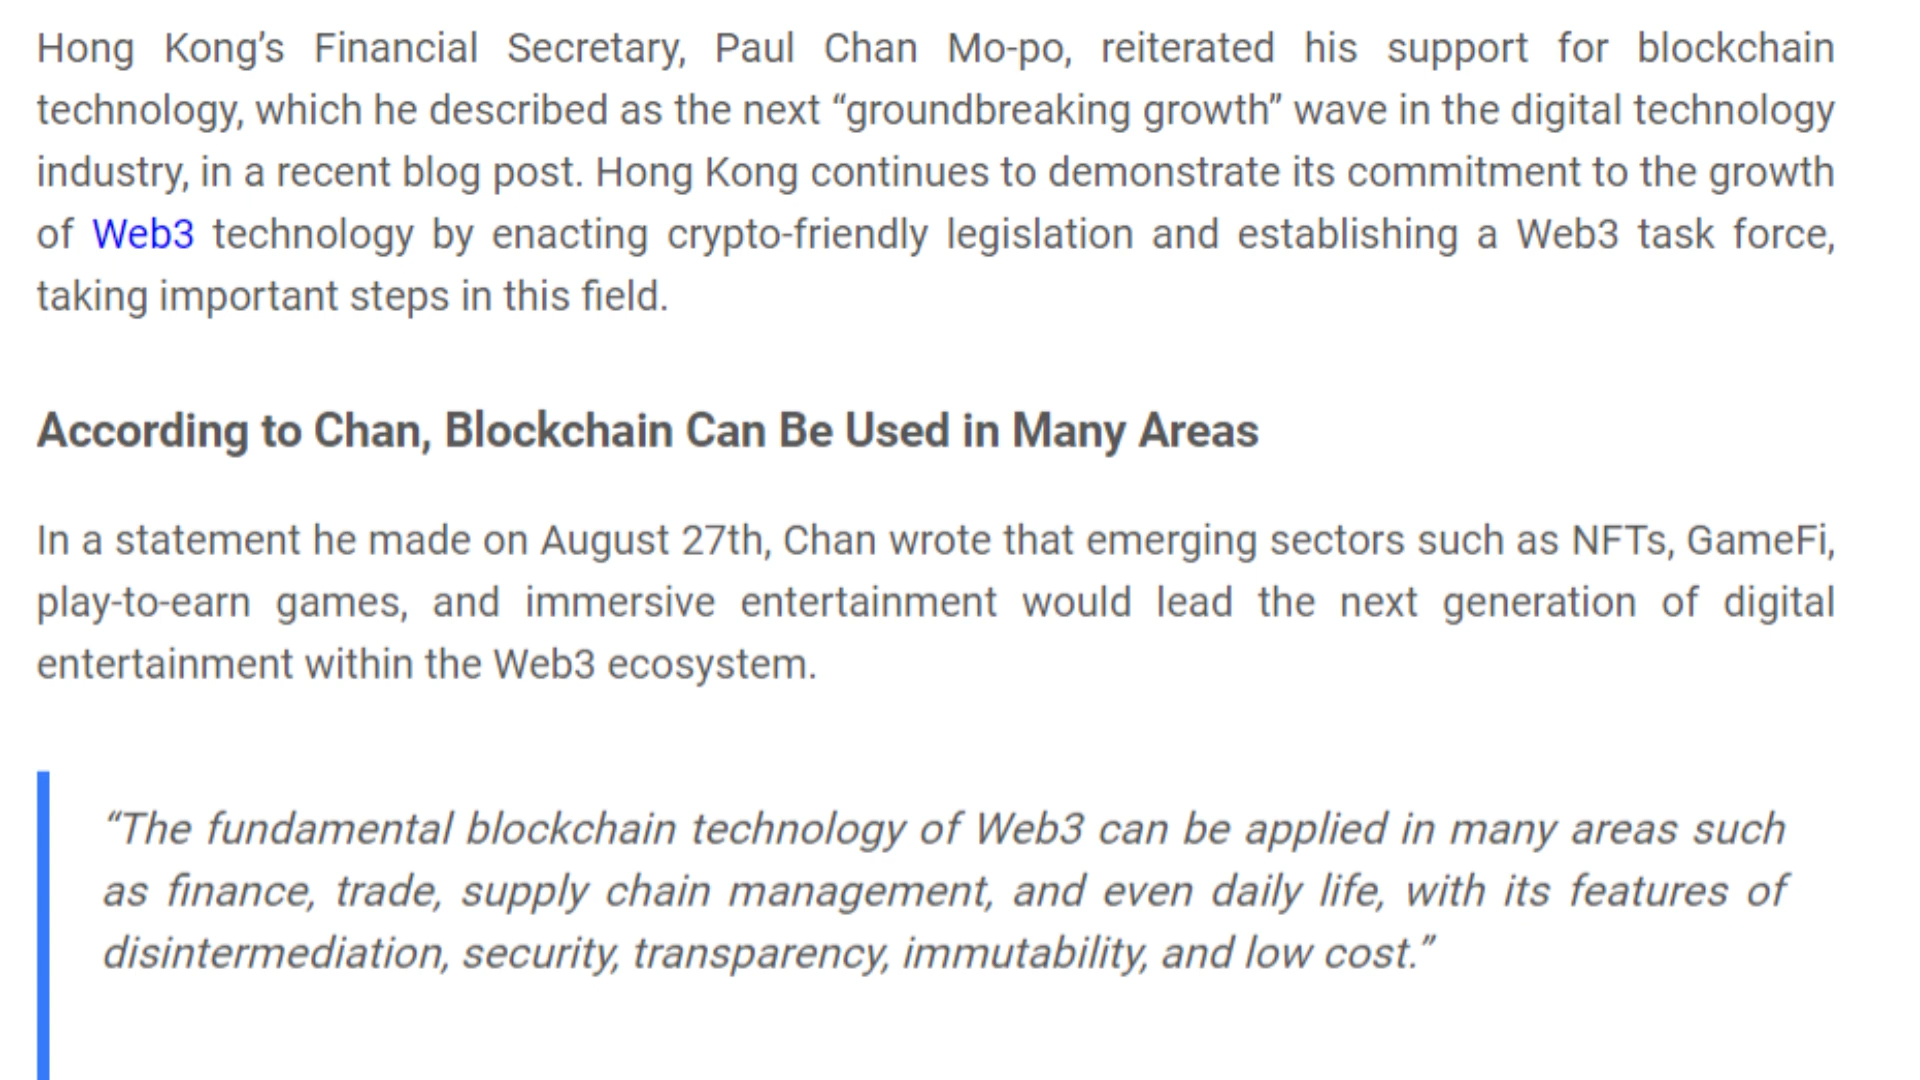 Hong Kong’s Financial Secretary, Paul Chan Mo-po, reiterated his support for blockchain
technology, which he described as the next “groundbreaking growth” wave in the digital technology
industry, in a recent blog post. Hong Kong continues to demonstrate its commitment to the growth
of Web3 technology by enacting crypto-friendly legislation and establishing a Web3 task force,
taking important steps in this field.
According to Chan, Blockchain Can Be Used in Many Areas
In a statement he made on August 27th, Chan wrote that emerging sectors such as NFTs, GameFi,
play-to-earn games, and immersive entertainment would lead the next generation of digital
entertainment within the Web3 ecosystem.
“The fundamental blockchain technology of Web3 can be applied in many areas such
as finance, trade, supply chain management, and even daily life, with its features of
disintermediation, security, transparency, immutability, and low cost.”